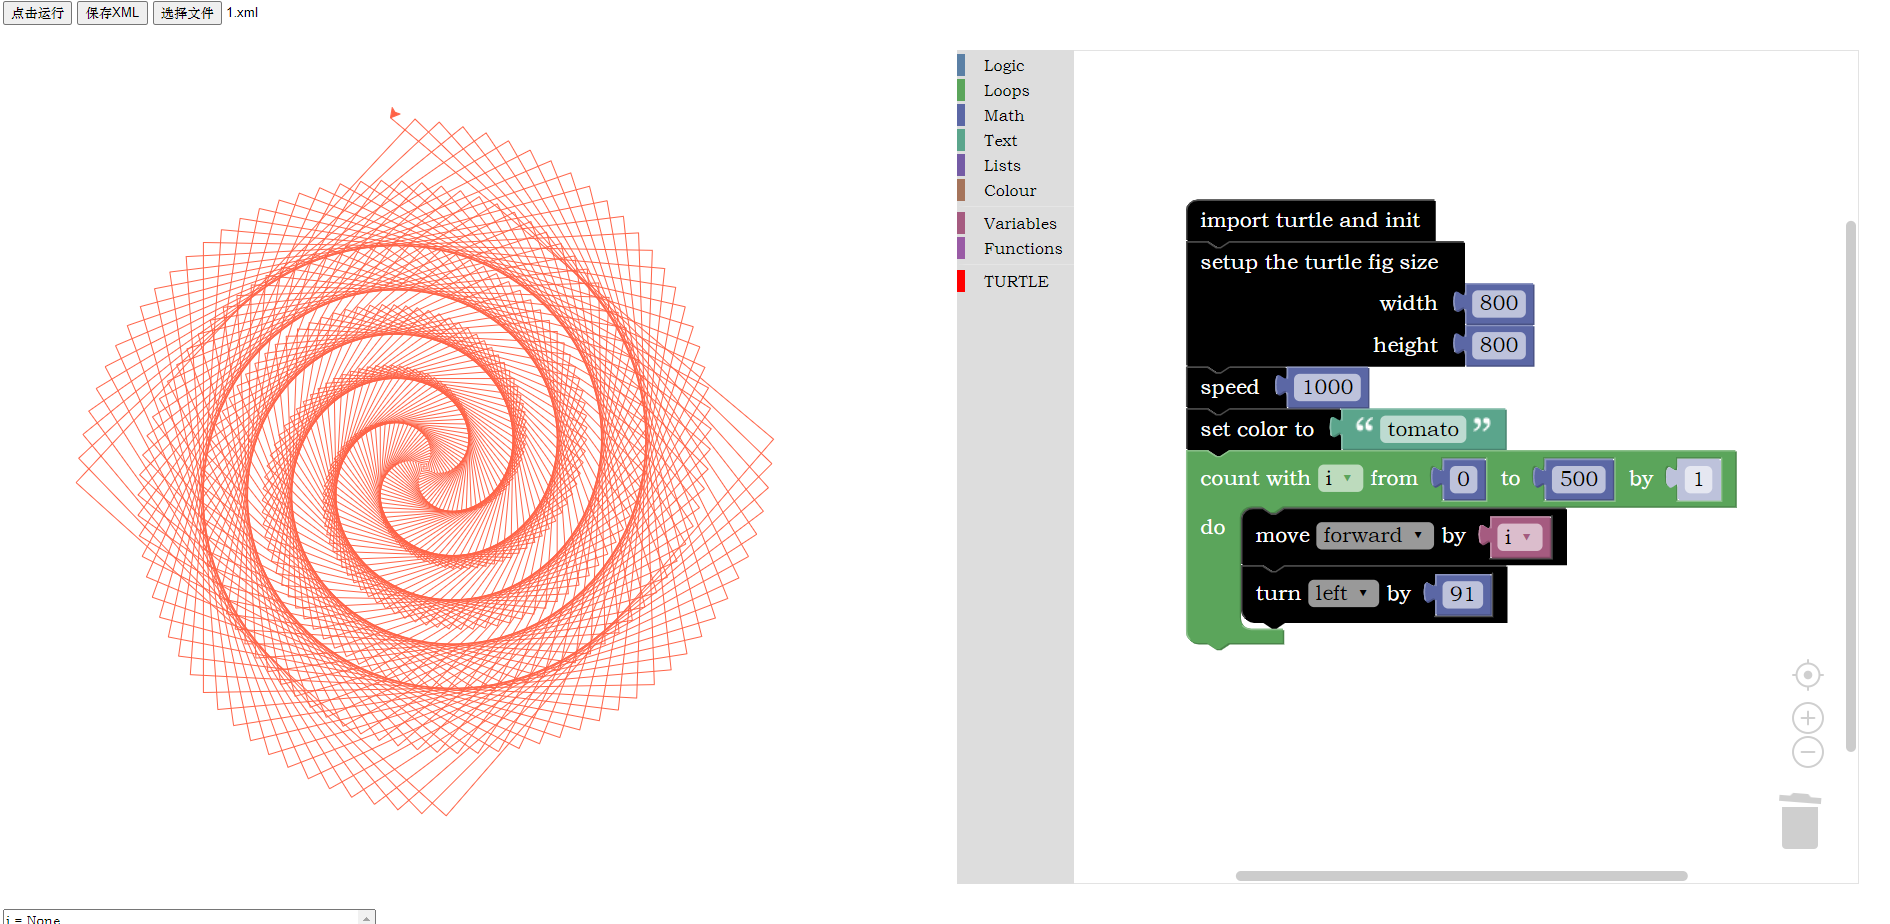 点击运行 保存XML 选择文件 1.xml
Logic
Loops
Math
Text
Lists
Colour
Variables
Functions
TURTLE
import turtle and init
setup the turtle fig size
width 800
height 800
speed 1000
set color to “ tomato ”
count with i from 0 to 500 by 1
do
move forward by i
turn left by 91
i = None